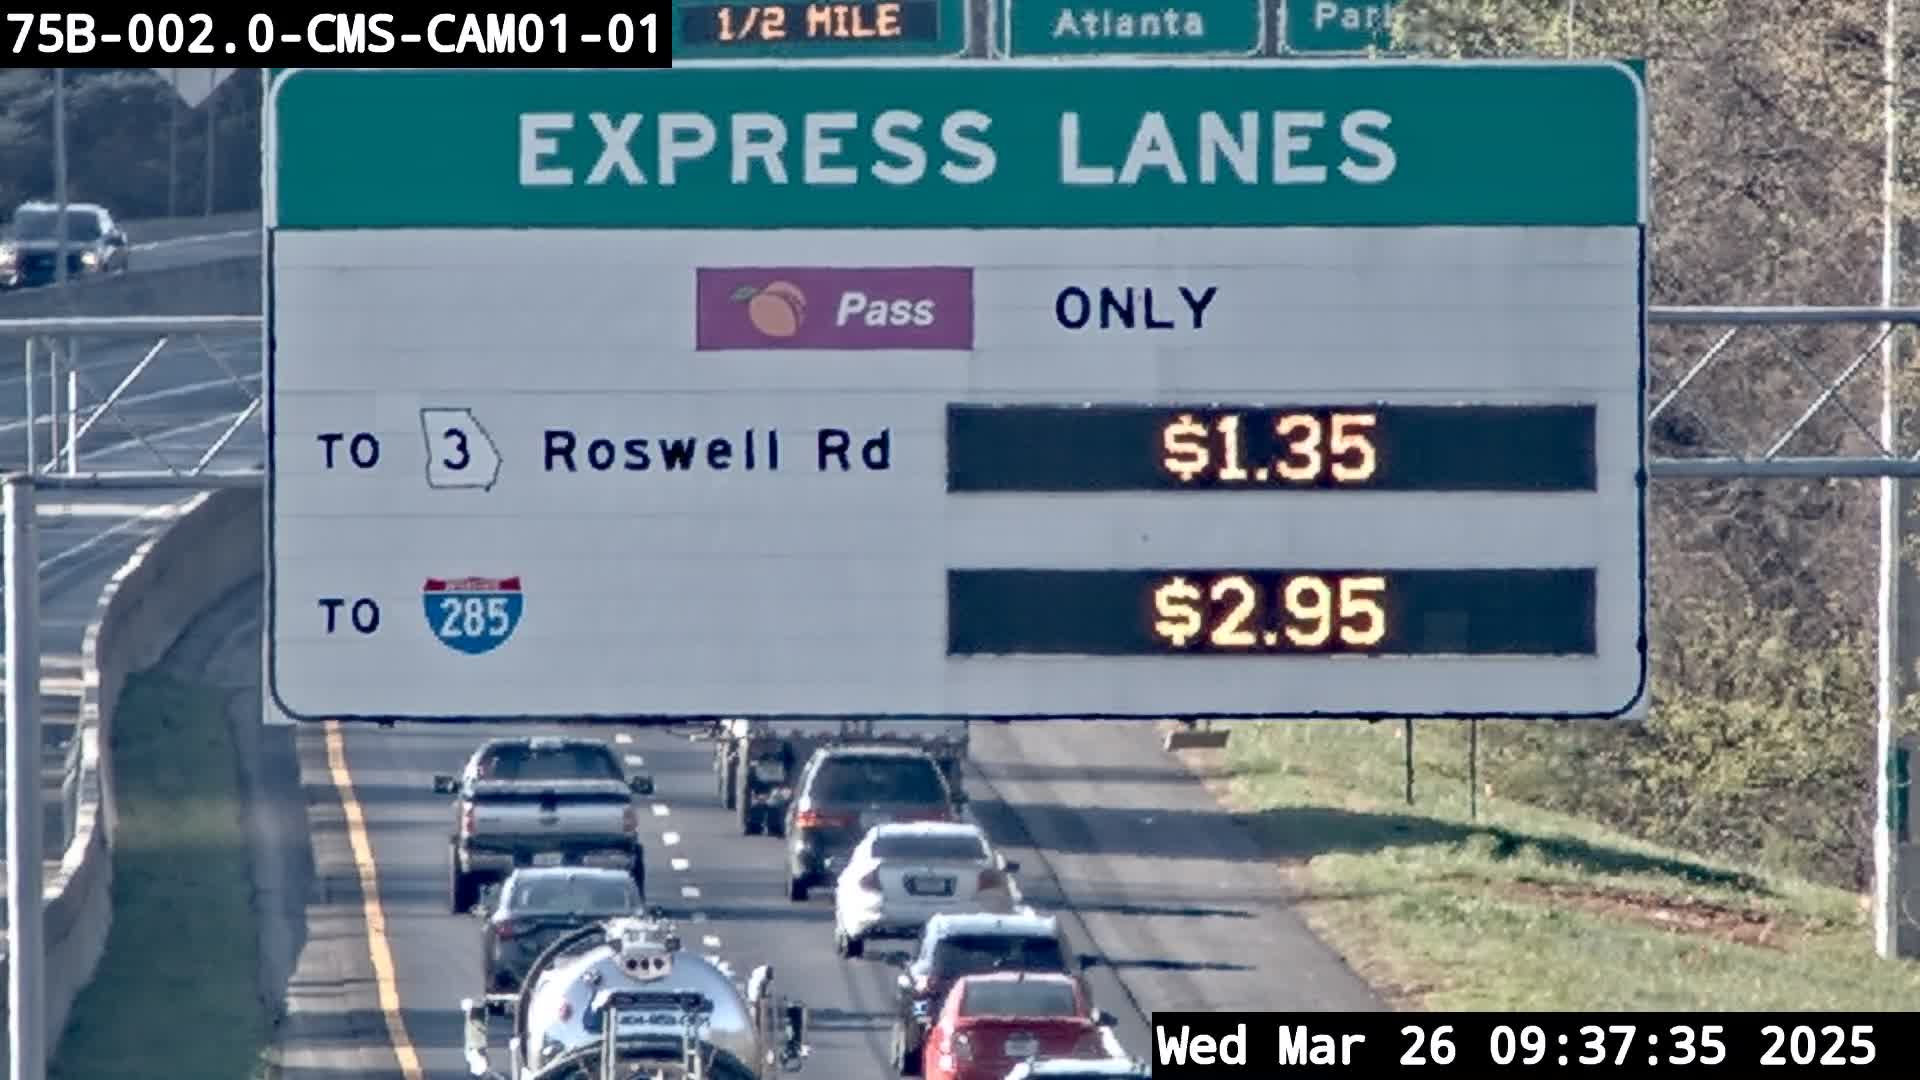 75B-002.0-CMS-CAM01-01
1/2 MILE
Atlanta
EXPRESS LANES
Pass ONLY
TO 3 Roswell Rd $1.35
TO 285 $2.95
Wed Mar 26 09:37:35 2025